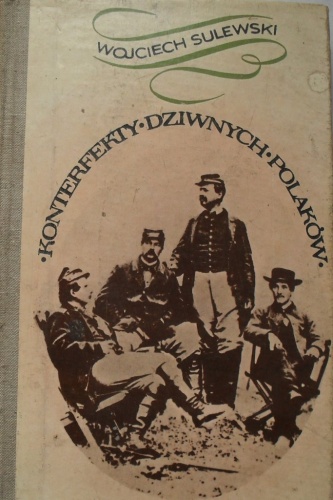 WOJCIECH SULEWSKI
·KONTERFEKTY·DZIWNYCH·POLAKÓW·